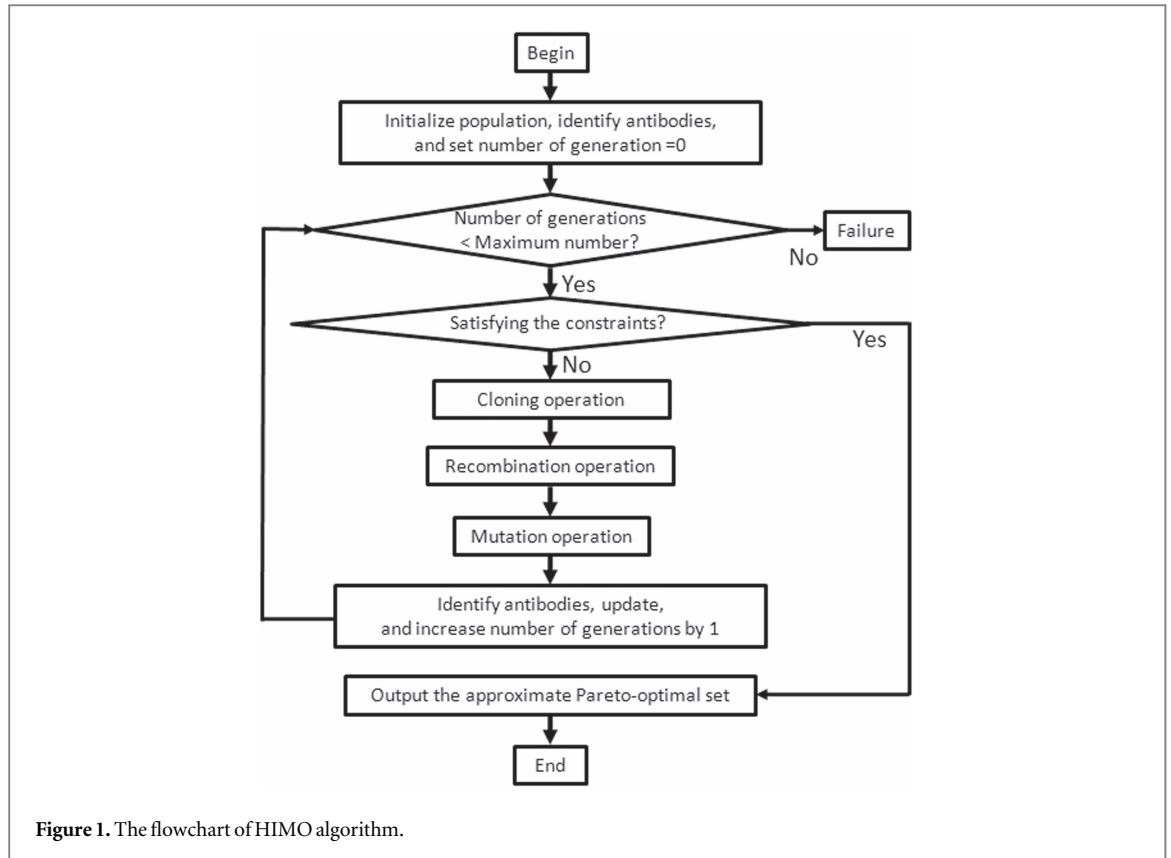 Begin
Initialize population, identify antibodies,
and set number of generation =0
Number of generations
< Maximum number?
Failure
No
Yes
Satisfying the constraints?
Yes
No
Cloning operation
Recombination operation
Mutation operation
Identify antibodies, update,
and increase number of generations by 1
Output the approximate Pareto-optimal set
End
Figure 1. The flowchart of HIMO algorithm.